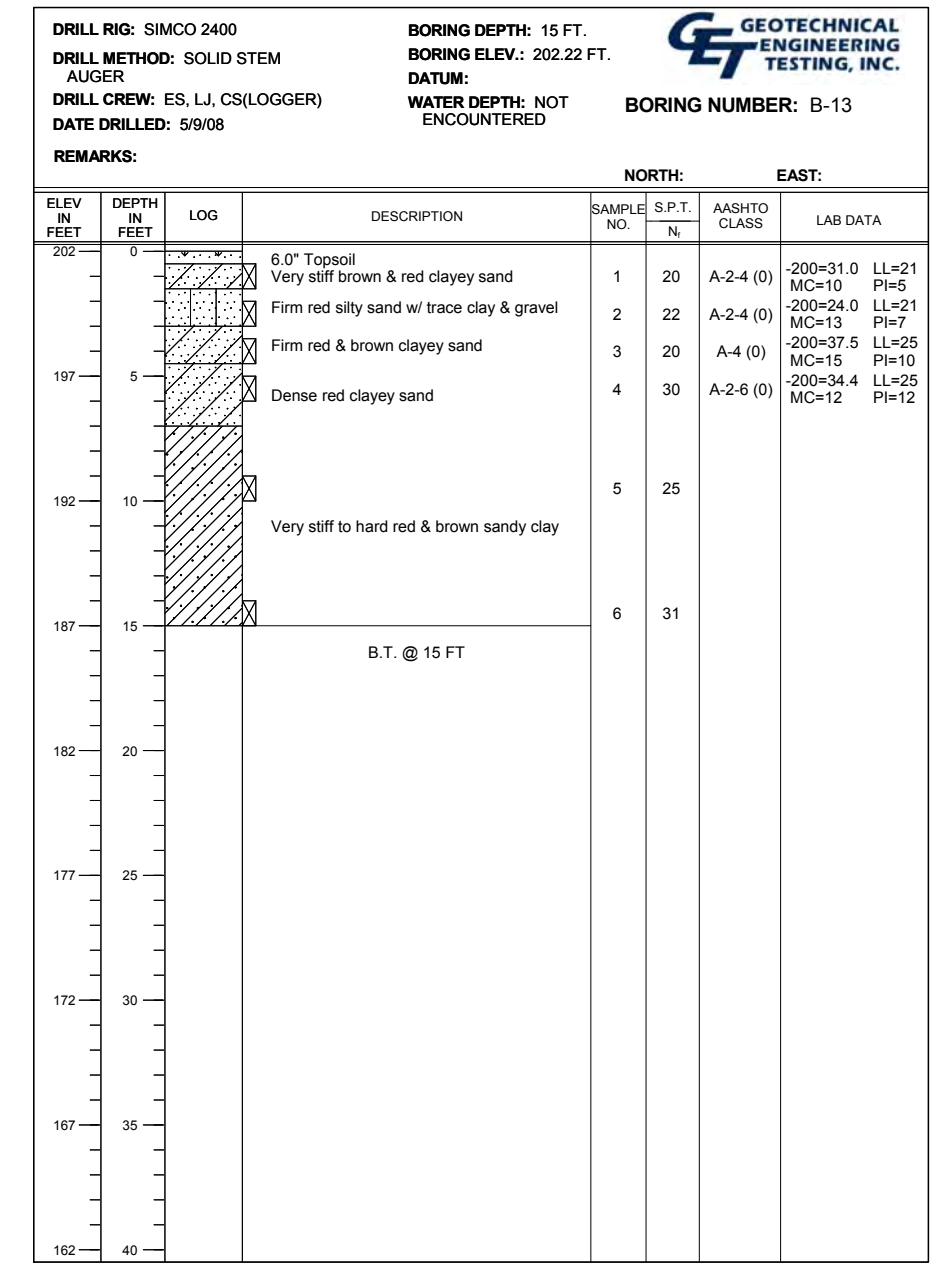 DRILL RIG: SIMCO 2400
DRILL METHOD: SOLID STEM
AUGER
DRILL CREW: ES, LJ, CS(LOGGER)
DATE DRILLED: 5/9/08
REMARKS:
BORING DEPTH: 15 FT.
BORING ELEV.: 202.22 FT.
DATUM:
WATER DEPTH: NOT
ENCOUNTERED
GET GEOTECHNICAL
ENGINEERING
TESTING, INC.
BORING NUMBER: B-13
NORTH: EAST:
ELEV
IN
FEET
DEPTH
IN
FEET
LOG
DESCRIPTION
SAMPLE
NO.
S.P.T.
Nf
AASHTO
CLASS
LAB DATA
202 0
6.0" Topsoil
Very stiff brown & red clayey sand 1 20 A-2-4 (0) -200=31.0 LL=21
MC=10 PI=5
Firm red silty sand w/ trace clay & gravel 2 22 A-2-4 (0) -200=24.0 LL=21
MC=13 PI=7
Firm red & brown clayey sand 3 20 A-4 (0) -200=37.5 LL=25
MC=15 PI=10
197 5
Dense red clayey sand 4 30 A-2-6 (0) -200=34.4 LL=25
MC=12 PI=12
5 25
192 10
Very stiff to hard red & brown sandy clay
6 31
187 15
B.T. @ 15 FT
182 20
177 25
172 30
167 35
162 40